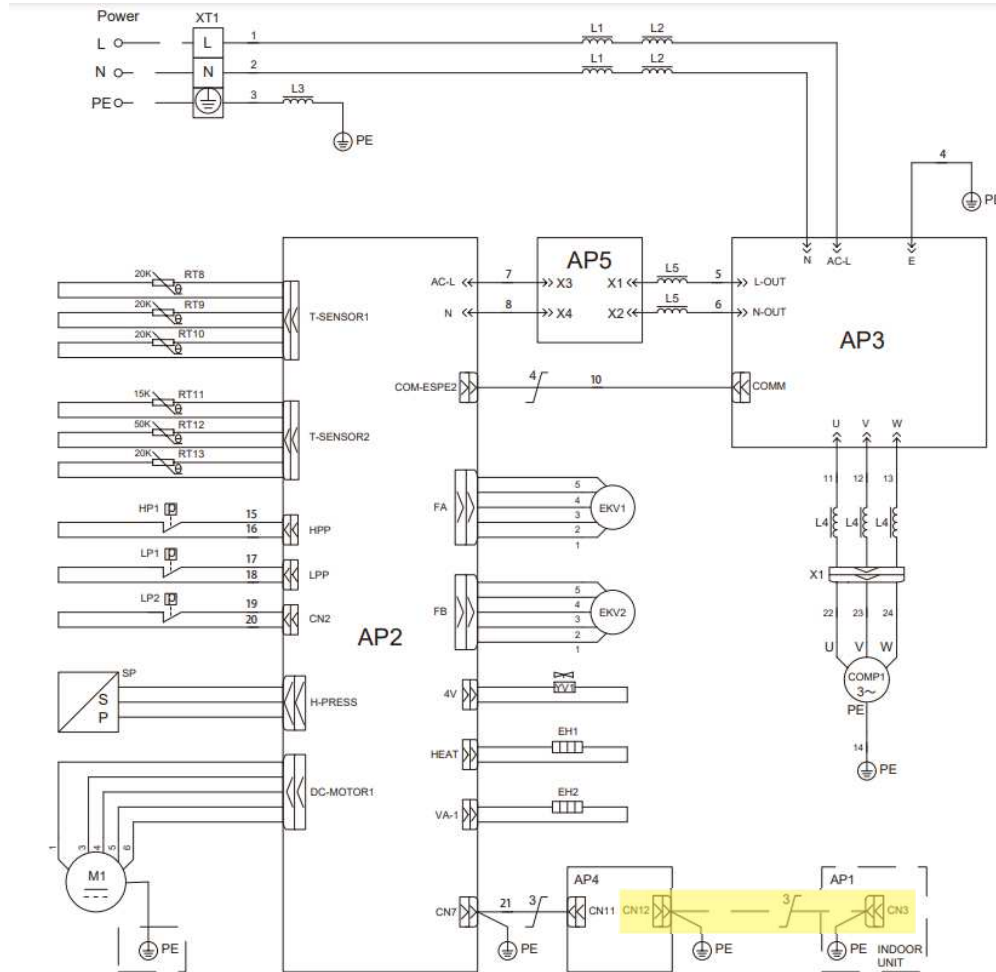 Power
XT1
L
L
1
L1
L2
N
N
2
L1
L2
PE
3
L3
PE
4
PE
N
AC-L
E
AP3
L-OUT
N-OUT
COMM
U
V
W
AP5
X3
X1
X4
X2
7
8
L5
5
L5
6
AP2
20K
RT8
20K
RT9
20K
RT10
T-SENSOR1
15K
RT11
50K
RT12
20K
RT13
T-SENSOR2
HP1
P
15
16
HPP
LP1
P
17
18
LPP
LP2
P
19
20
CN2
SP
S
P
H-PRESS
DC-MOTOR1
1
3
4
5
6
M1
PE
AC-L
N
COM-ESPE2
4
10
FA
5
4
3
2
1
EKV1
FB
5
4
3
2
1
EKV2
4V
YV1
HEAT
EH1
VA-1
EH2
CN7
21
3
PE
AP4
CN11
CN12
PE
3
AP1
CN3
PE
INDOOR
UNIT
11
12
13
L4
L4
L4
X1
22
23
24
U
V
W
COMP1
3~
PE
14
PE